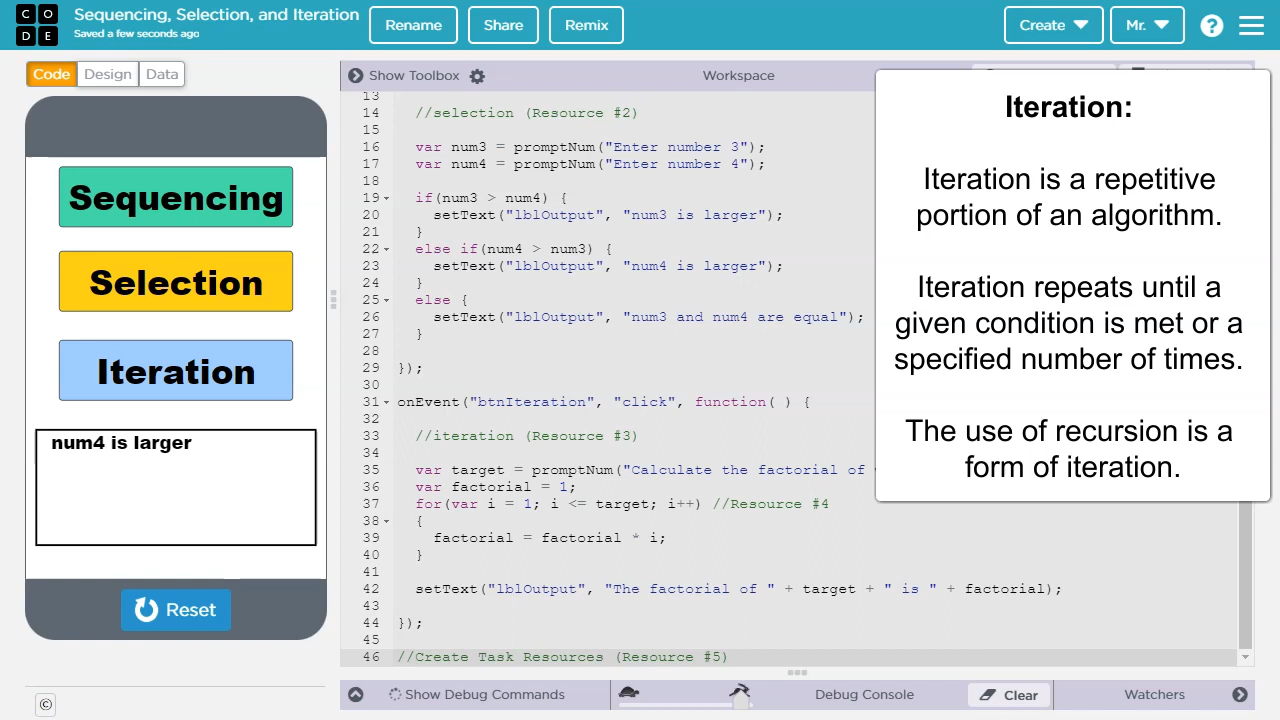 CODE
Sequencing, Selection, and Iteration
Saved a few seconds ago
Rename
Share
Remix
Create
Mr.
?
Code
Design
Data
Show Toolbox
Workspace
Sequencing
Selection
Iteration
num4 is larger
Reset
©
13
14 //selection (Resource #2)
15
16 var num3 = promptNum("Enter number 3");
17 var num4 = promptNum("Enter number 4");
18
19 if(num3 > num4) {
20 setText("lblOutput", "num3 is larger");
21 }
22 else if(num4 > num3) {
23 setText("lblOutput", "num4 is larger");
24 }
25 else {
26 setText("lblOutput", "num3 and num4 are equal");
27 }
28
29 });
30
31 onEvent("btnIteration", "click", function( ) {
32
33 //iteration (Resource #3)
34
35 var target = promptNum("Calculate the factorial of
36 var factorial = 1;
37 for(var i = 1; i <= target; i++) //Resource #4
38 {
39 factorial = factorial * i;
40 }
41
42 setText("lblOutput", "The factorial of " + target + " is " + factorial);
43
44 });
45
46 //Create Task Resources (Resource #5)
Iteration:
Iteration is a repetitive
portion of an algorithm.
Iteration repeats until a
given condition is met or a
specified number of times.
The use of recursion is a
form of iteration.
Show Debug Commands
Debug Console
Clear
Watchers